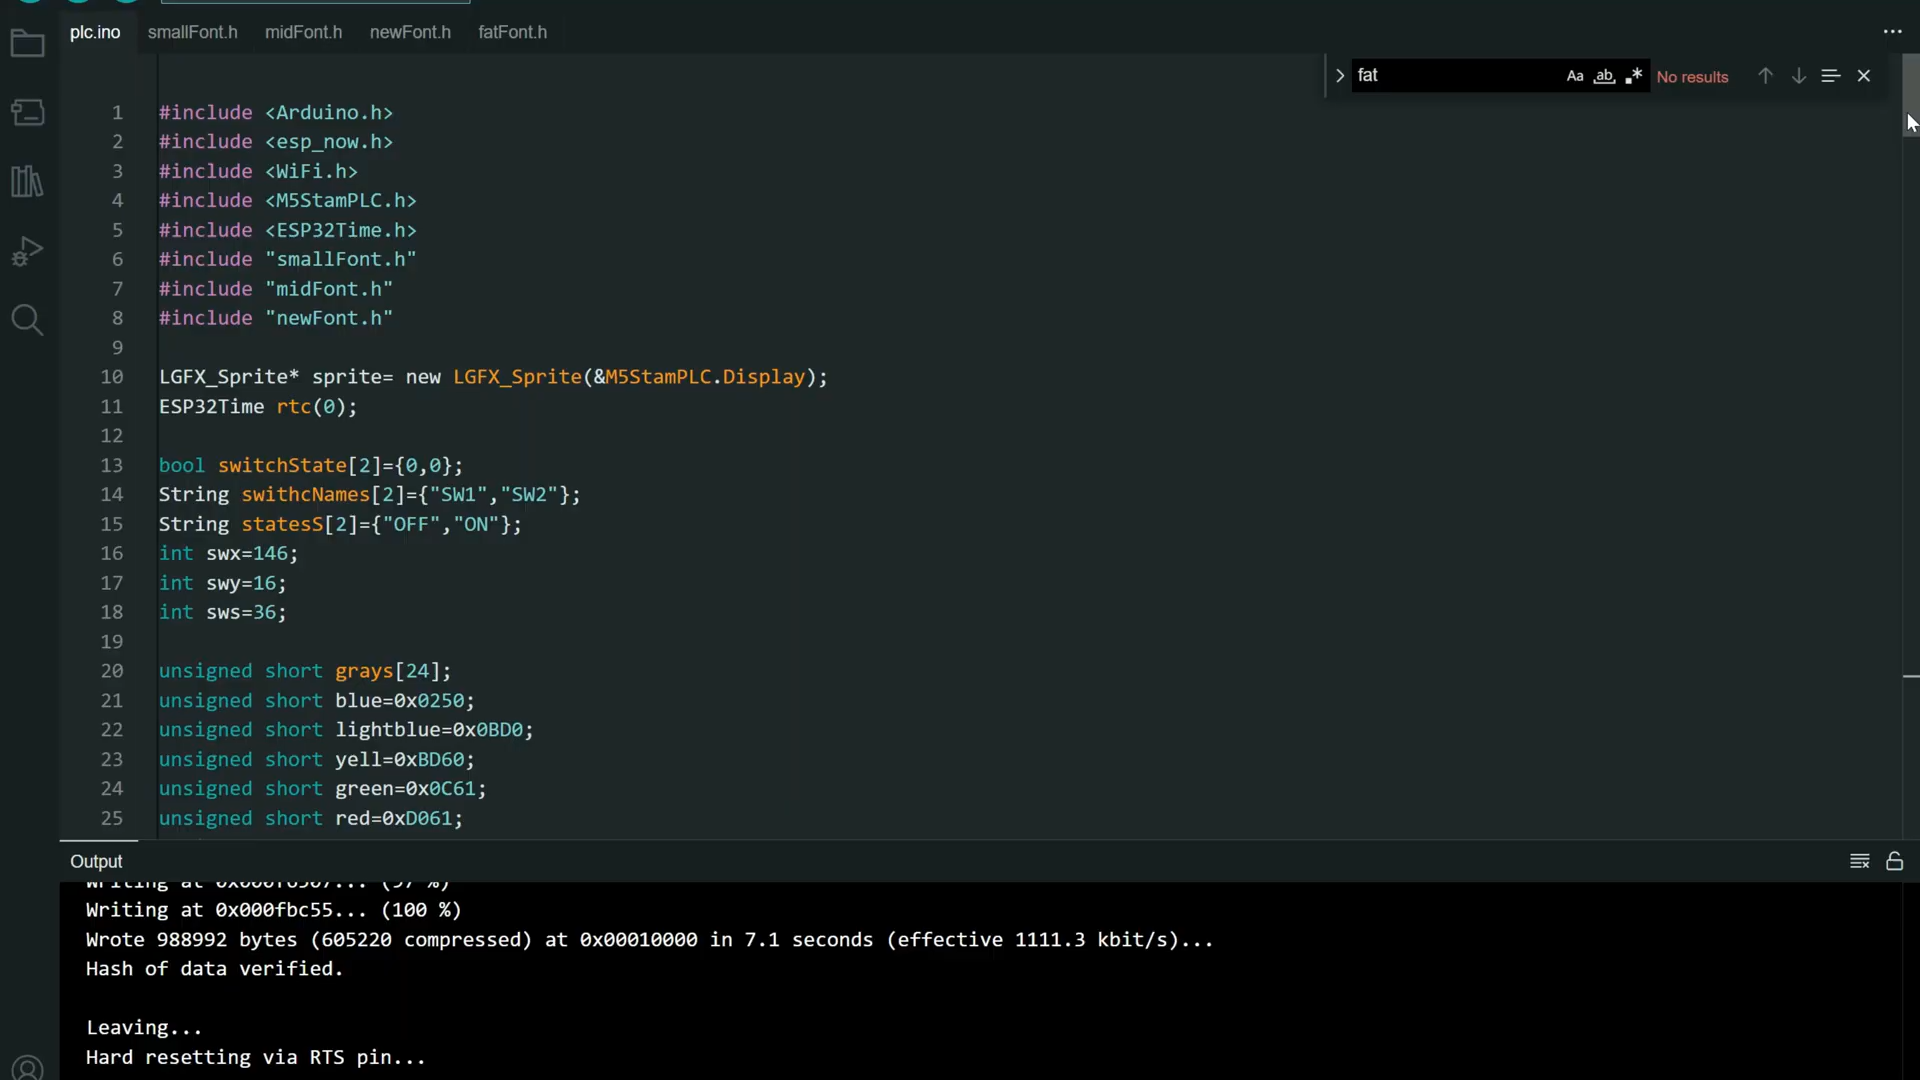 plc.ino smallFont.h midFont.h newFont.h fatFont.h
fat Aa ab No results
1 #include <Arduino.h>
2 #include <esp_now.h>
3 #include <WiFi.h>
4 #include <M5StamPLC.h>
5 #include <ESP32Time.h>
6 #include "smallFont.h"
7 #include "midFont.h"
8 #include "newFont.h"
9
10 LGFX_Sprite* sprite= new LGFX_Sprite(&M5StamPLC.Display);
11 ESP32Time rtc(0);
12
13 bool switchState[2]={0,0};
14 String swithcNames[2]={"SW1","SW2"};
15 String statesS[2]={"OFF","ON"};
16 int swx=146;
17 int swy=16;
18 int sws=36;
19
20 unsigned short grays[24];
21 unsigned short blue=0x0250;
22 unsigned short lightblue=0x0BD0;
23 unsigned short yell=0xBD60;
24 unsigned short green=0x0C61;
25 unsigned short red=0xD061;
Output
Writing at
Writing at 0x000fbc55... (100 %)
Wrote 988992 bytes (605220 compressed) at 0x00010000 in 7.1 seconds (effective 1111.3 kbit/s)...
Hash of data verified.
Leaving...
Hard resetting via RTS pin...